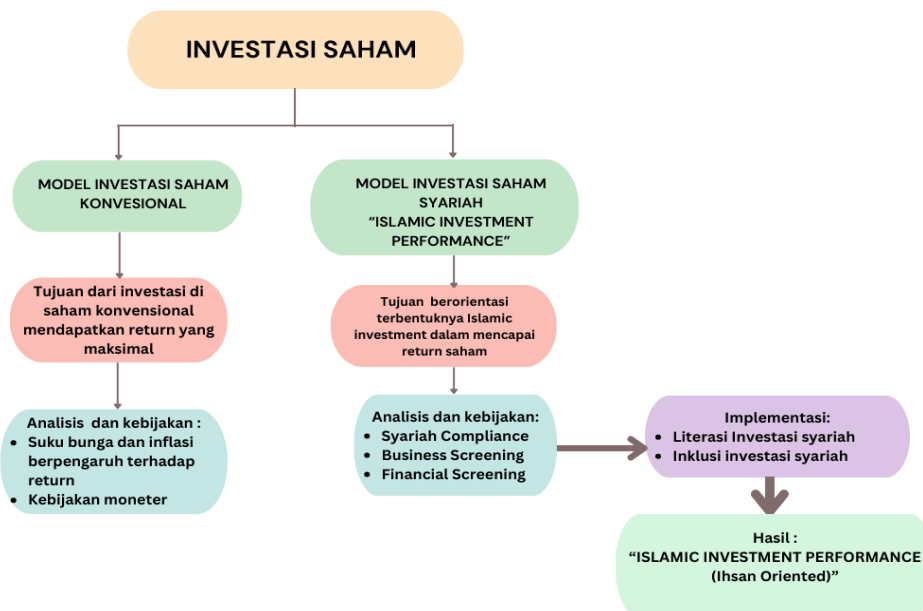 INVESTASI SAHAM
MODEL INVESTASI SAHAM
KONVESIONAL
MODEL INVESTASI SAHAM
SYARIAH
“ISLAMIC INVESTMENT
PERFORMANCE”
Tujuan dari investasi di
saham konvensional
mendapatkan return yang
maksimal
Tujuan berorientasi
terbentuknya Islamic
investment dalam mencapai
return saham
Analisis dan kebijakan :
• Suku bunga dan inflasi
berpengaruh terhadap
return
• Kebijakan moneter
Analisis dan kebijakan:
• Syariah Compliance
• Business Screening
• Financial Screening
Implementasi:
• Literasi Investasi syariah
• Inklusi investasi syariah
Hasil :
“ISLAMIC INVESTMENT PERFORMANCE
(Ihsan Oriented)”